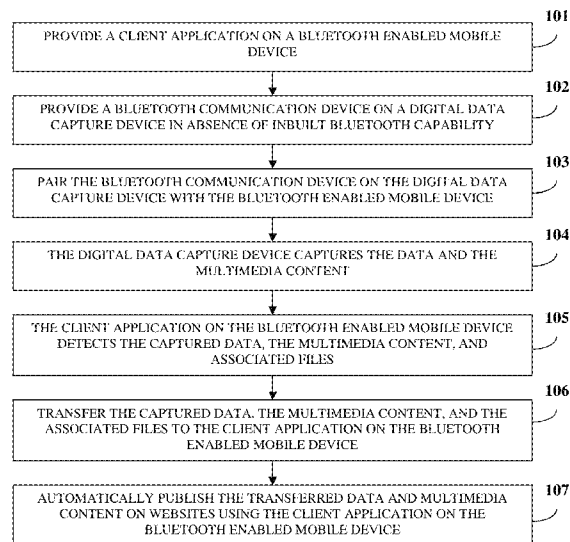 101
PROVIDE A CLIENT APPLICATION ON A BLUETOOTH ENABLED MOBILE
DEVICE
102
PROVIDE A BLUETOOTH COMMUNICATION DEVICE ON A DIGITAL DATA
CAPTURE DEVICE IN ABSENCE OF INBUILT BLUETOOTH CAPABILITY
103
PAIR THE BLUETOOTH COMMUNICATION DEVICE ON THE DIGITAL DATA
CAPTURE DEVICE WITH THE BLUETOOTH ENABLED MOBILE DEVICE
104
THE DIGITAL DATA CAPTURE DEVICE CAPTURES THE DATA AND THE
MULTIMEDIA CONTENT
105
THE CLIENT APPLICATION ON THE BLUETOOTH ENABLED MOBILE DEVICE
DETECTS THE CAPTURED DATA, THE MULTIMEDIA CONTENT, AND
ASSOCIATED FILES
106
TRANSFER THE CAPTURED DATA, THE MULTIMEDIA CONTENT, AND THE
ASSOCIATED FILES TO THE CLIENT APPLICATION ON THE BLUETOOTH
ENABLED MOBILE DEVICE
107
AUTOMATICALLY PUBLISH THE TRANSFERRED DATA AND MULTIMEDIA
CONTENT ON WEBSITES USING THE CLIENT APPLICATION ON THE
BLUETOOTH ENABLED MOBILE DEVICE